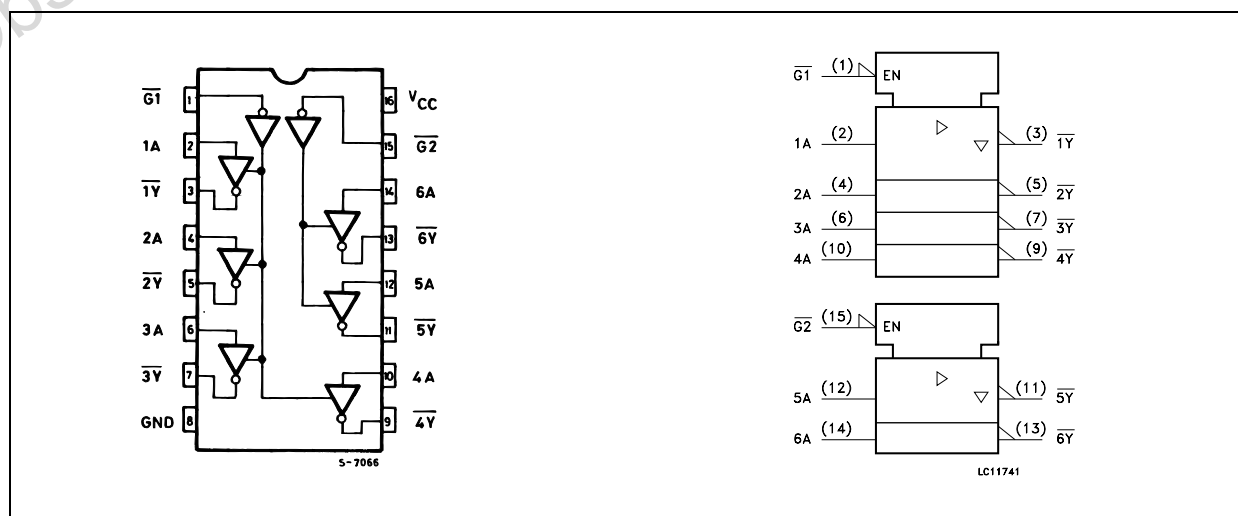 G1 1 16 VCC
1A 2 15 G2
1Y 3 14 6A
2A 4 13 6Y
2Y 5 12 5A
3A 6 11 5Y
3Y 7 10 4A
GND 8 9 4Y
S-7066
G1 (1) EN
1A (2) (3) 1Y
2A (4) (5) 2Y
3A (6) (7) 3Y
4A (10) (9) 4Y
G2 (15) EN
5A (12) (11) 5Y
6A (14) (13) 6Y
LC11741